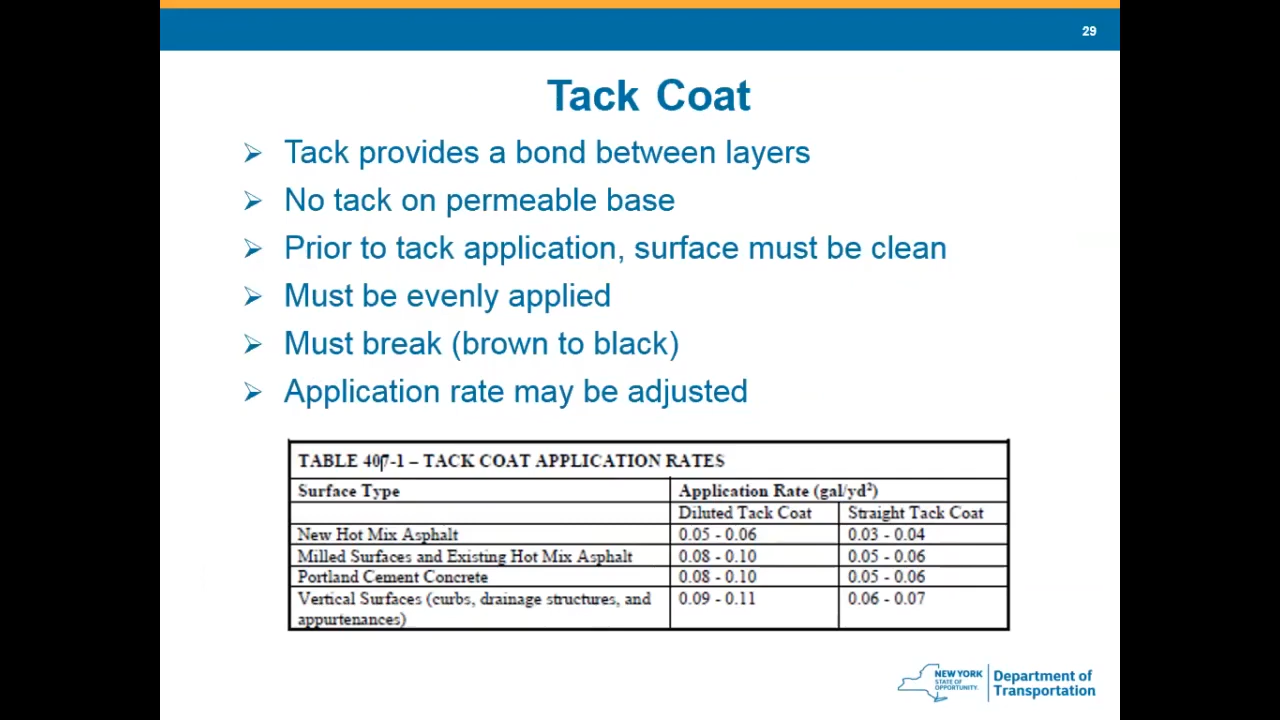 29
Tack Coat
➢ Tack provides a bond between layers
➢ No tack on permeable base
➢ Prior to tack application, surface must be clean
➢ Must be evenly applied
➢ Must break (brown to black)
➢ Application rate may be adjusted
TABLE 407-1 – TACK COAT APPLICATION RATES
Surface Type Application Rate (gal/yd²)
Diluted Tack Coat Straight Tack Coat
New Hot Mix Asphalt 0.05 - 0.06 0.03 - 0.04
Milled Surfaces and Existing Hot Mix Asphalt 0.08 - 0.10 0.05 - 0.06
Portland Cement Concrete 0.08 - 0.10 0.05 - 0.06
Vertical Surfaces (curbs, drainage structures, and 0.09 - 0.11 0.06 - 0.07
appurtenances)
NEW YORK
STATE OF
OPPORTUNITY.
Department of
Transportation